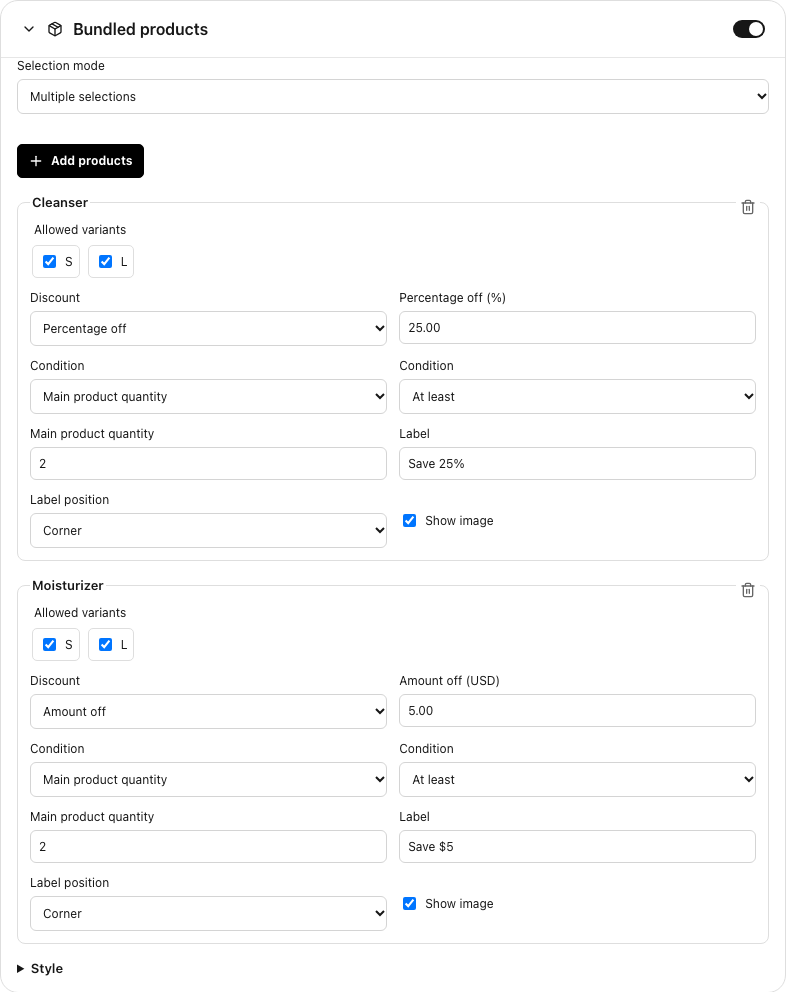 Bundled products
Selection mode
Multiple selections
Add products
Cleanser
Allowed variants
S L
Discount Percentage off (%)
Percentage off 25.00
Condition Condition
Main product quantity At least
Main product quantity Label
2 Save 25%
Label position
Corner Show image
Moisturizer
Allowed variants
S L
Discount Amount off (USD)
Amount off 5.00
Condition Condition
Main product quantity At least
Main product quantity Label
2 Save $5
Label position
Corner Show image
Style